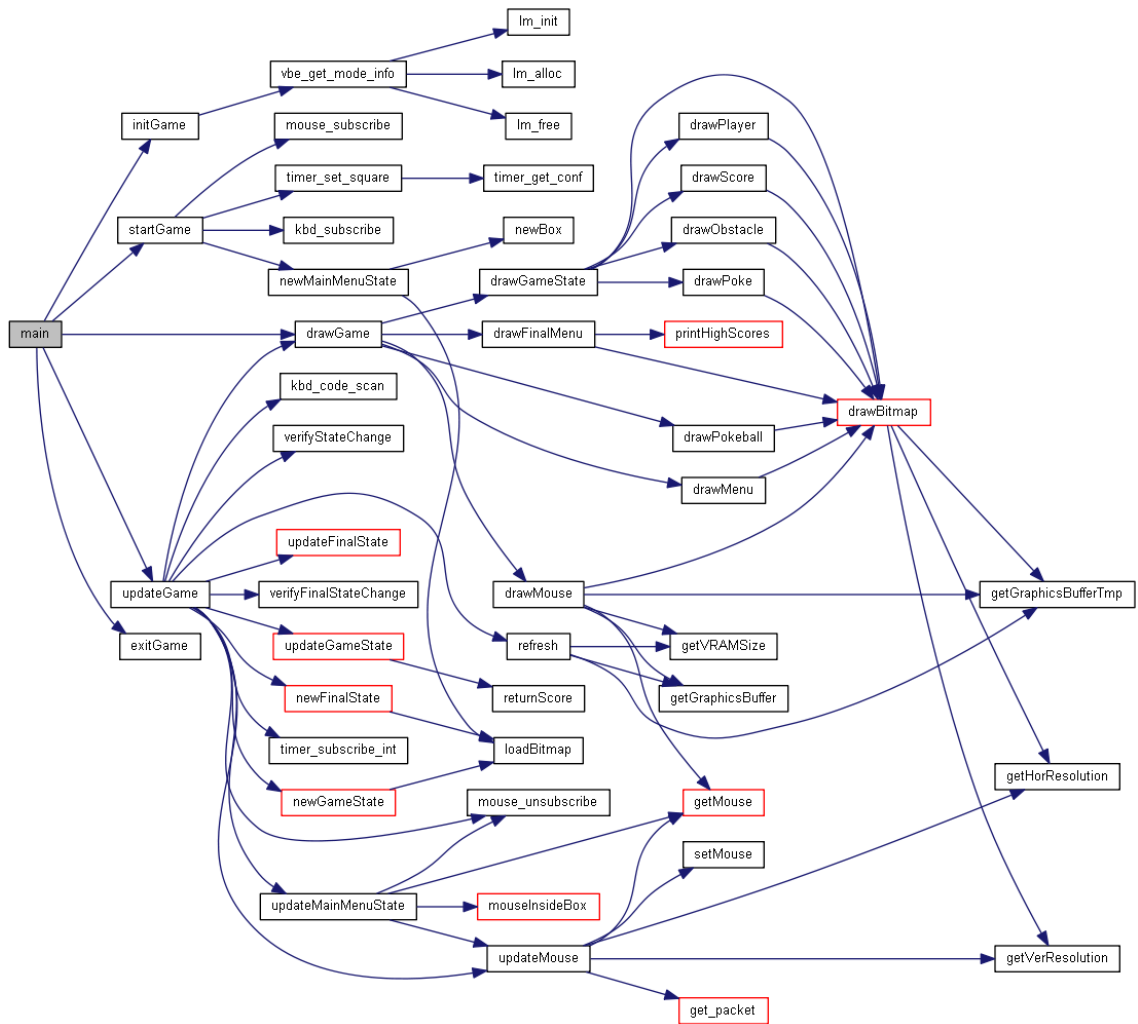 lm_init
vbe_get_mode_info
lm_alloc
initGame
mouse_subscribe
lm_free
drawPlayer
timer_set_square
timer_get_conf
drawScore
startGame
kbd_subscribe
newBox
drawObstacle
newMainMenuState
drawGameState
drawPoke
main
drawGame
drawFinalMenu
printHighScores
kbd_code_scan
drawBitmap
verifyStateChange
drawPokeball
drawMenu
updateFinalState
updateGame
verifyFinalStateChange
drawMouse
getGraphicsBufferTmp
exitGame
updateGameState
refresh
getVRAMSize
newFinalState
returnScore
getGraphicsBuffer
timer_subscribe_int
loadBitmap
getHorResolution
newGameState
mouse_unsubscribe
getMouse
setMouse
updateMainMenuState
mouseInsideBox
updateMouse
getVerResolution
get_packet